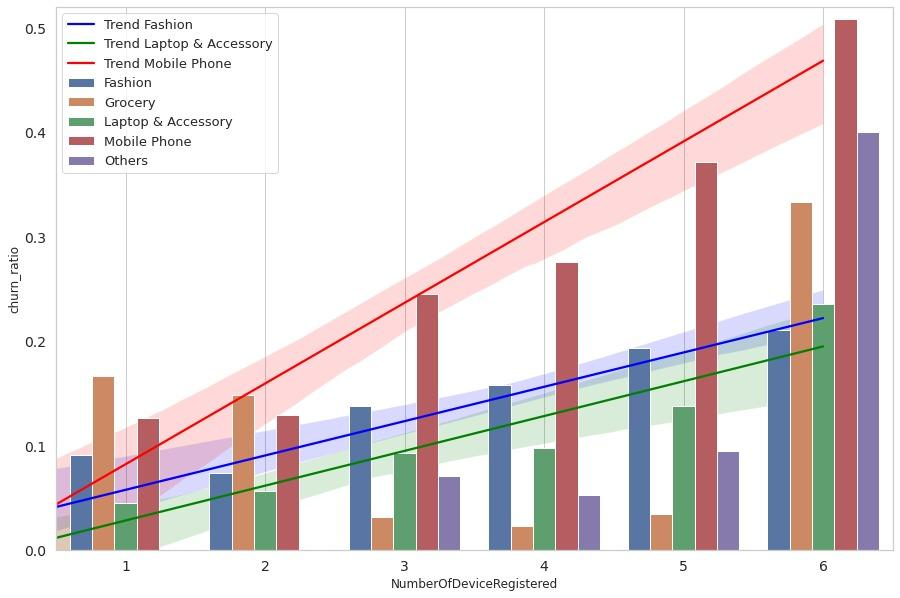 Trend Fashion
Trend Laptop & Accessory
Trend Mobile Phone
Fashion
Grocery
Laptop & Accessory
Mobile Phone
Others
churn_ratio
0.5
0.4
0.3
0.2
0.1
0.0
1 2 3 4 5 6
NumberOfDeviceRegistered